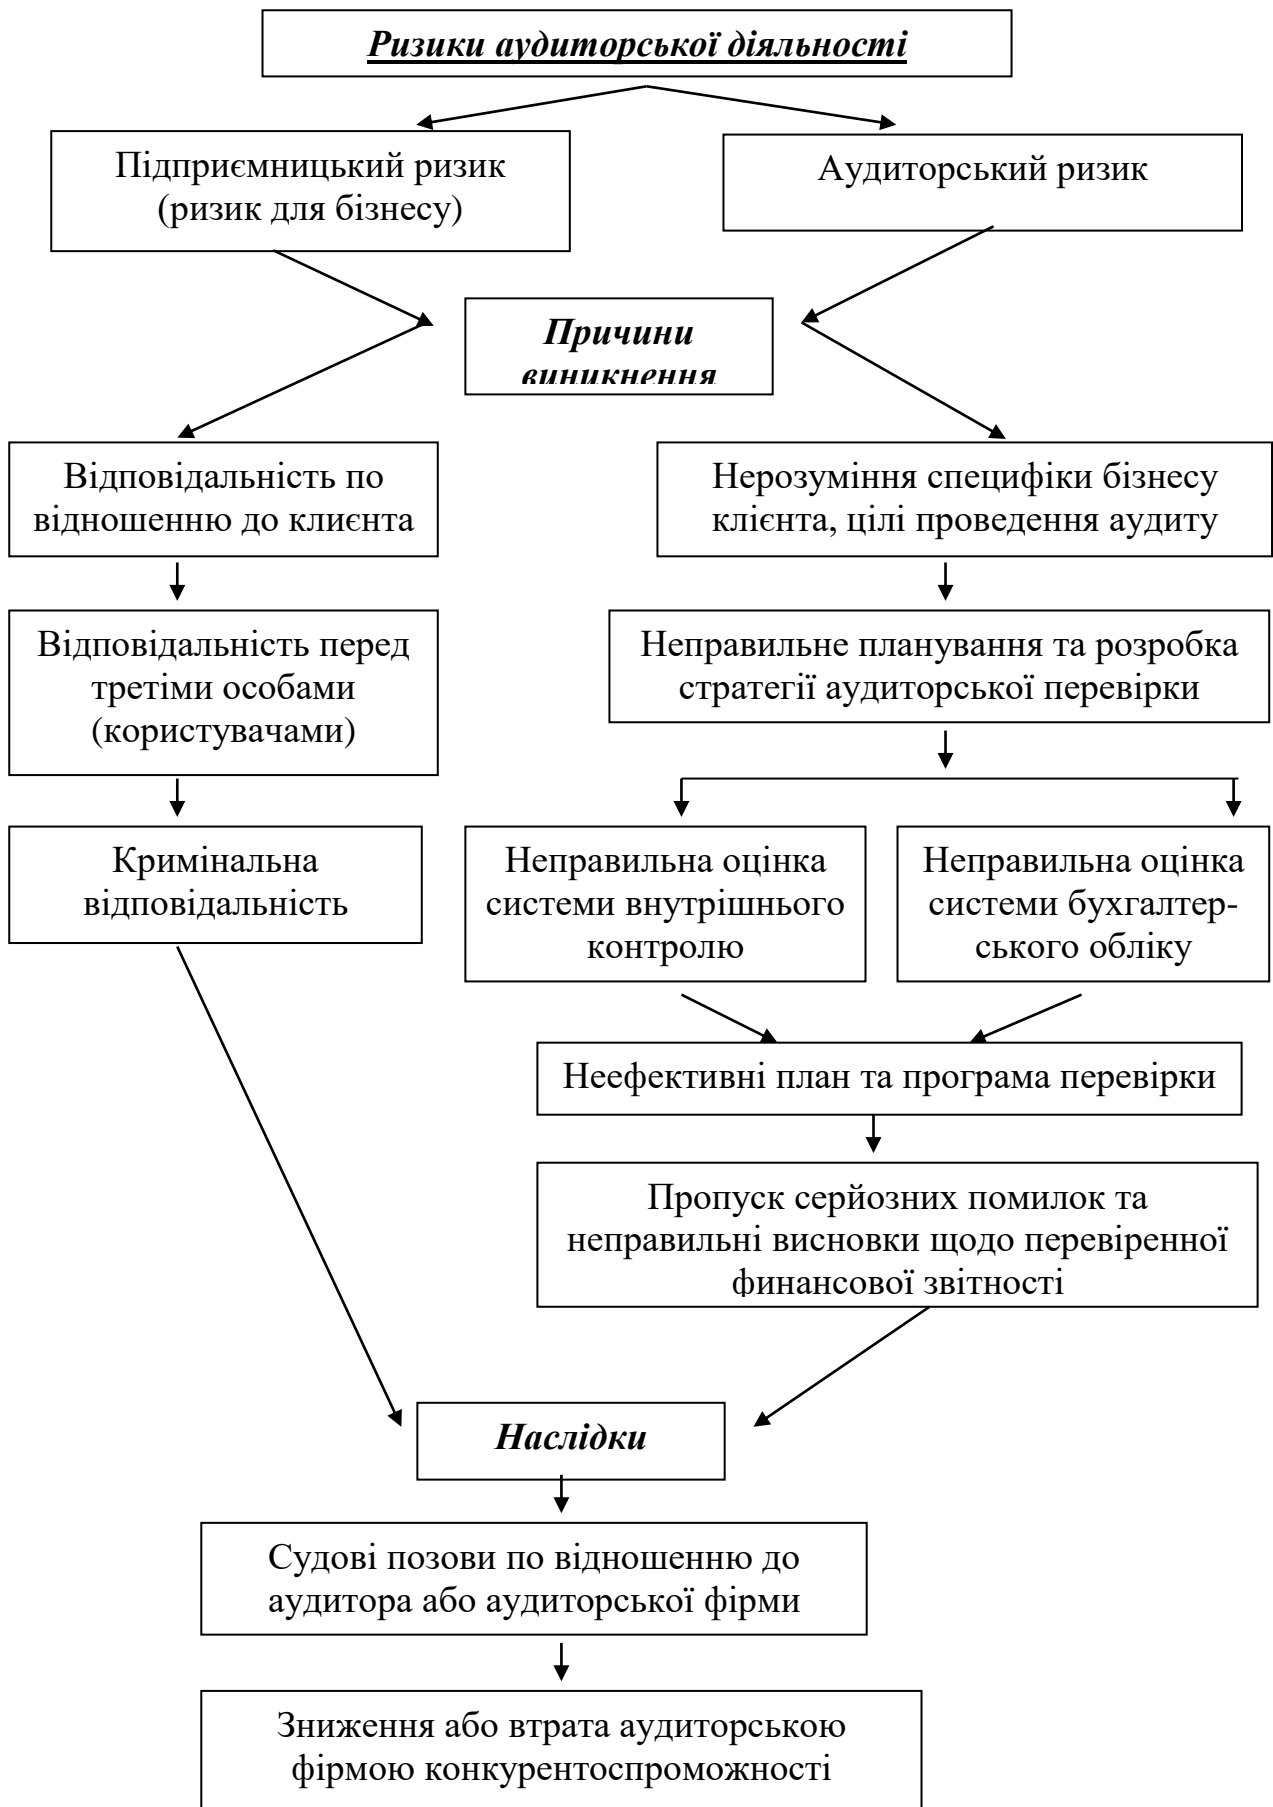 Ризики аудиторської діяльності
Підприємницький ризик
(ризик для бізнесу)
Аудиторський ризик
Причини
виникнення
Відповідальність по
відношенню до клиєнта
Нерозуміння специфіки бізнесу
клієнта, цілі проведення аудиту
Відповідальність перед
третіми особами
(користувачами)
Неправильне планування та розробка
стратегії аудиторської перевірки
Кримінальна
відповідальність
Неправильна оцінка
системи внутрішнього
контролю
Неправильна оцінка
системи бухгалтер-
ського обліку
Неефективні план та програма перевірки
Пропуск серйозних помилок та
неправильні висновки щодо перевіренної
финансової звітності
Наслідки
Судові позови по відношенню до
аудитора або аудиторської фірми
Зниження або втрата аудиторською
фірмою конкурентоспроможності